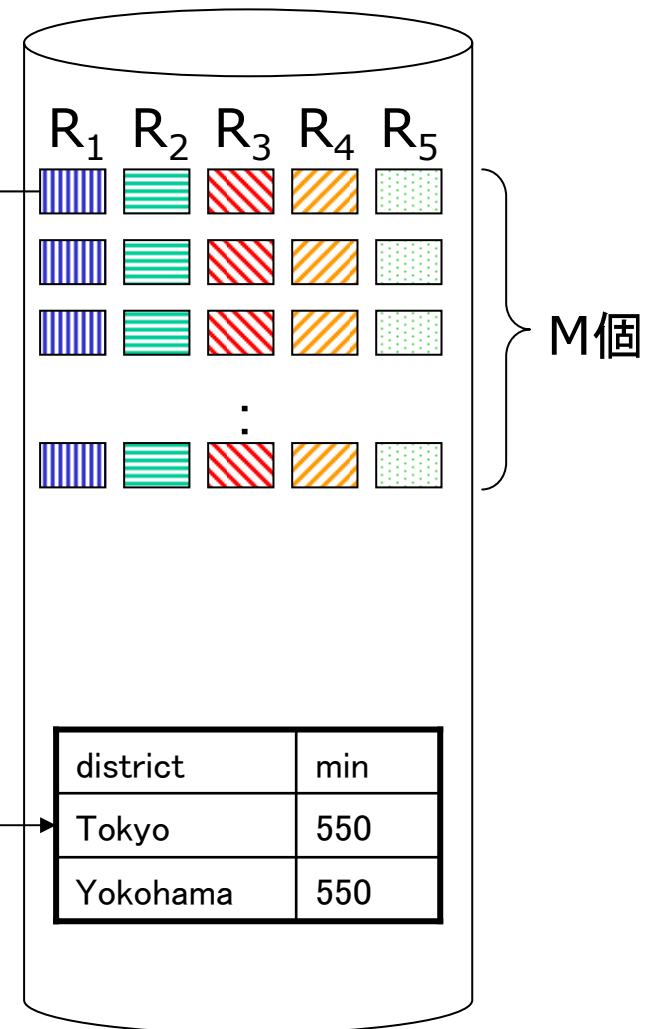 R₁ R₂ R₃ R₄ R₅
M個
:
district min
Tokyo 550
Yokohama 550